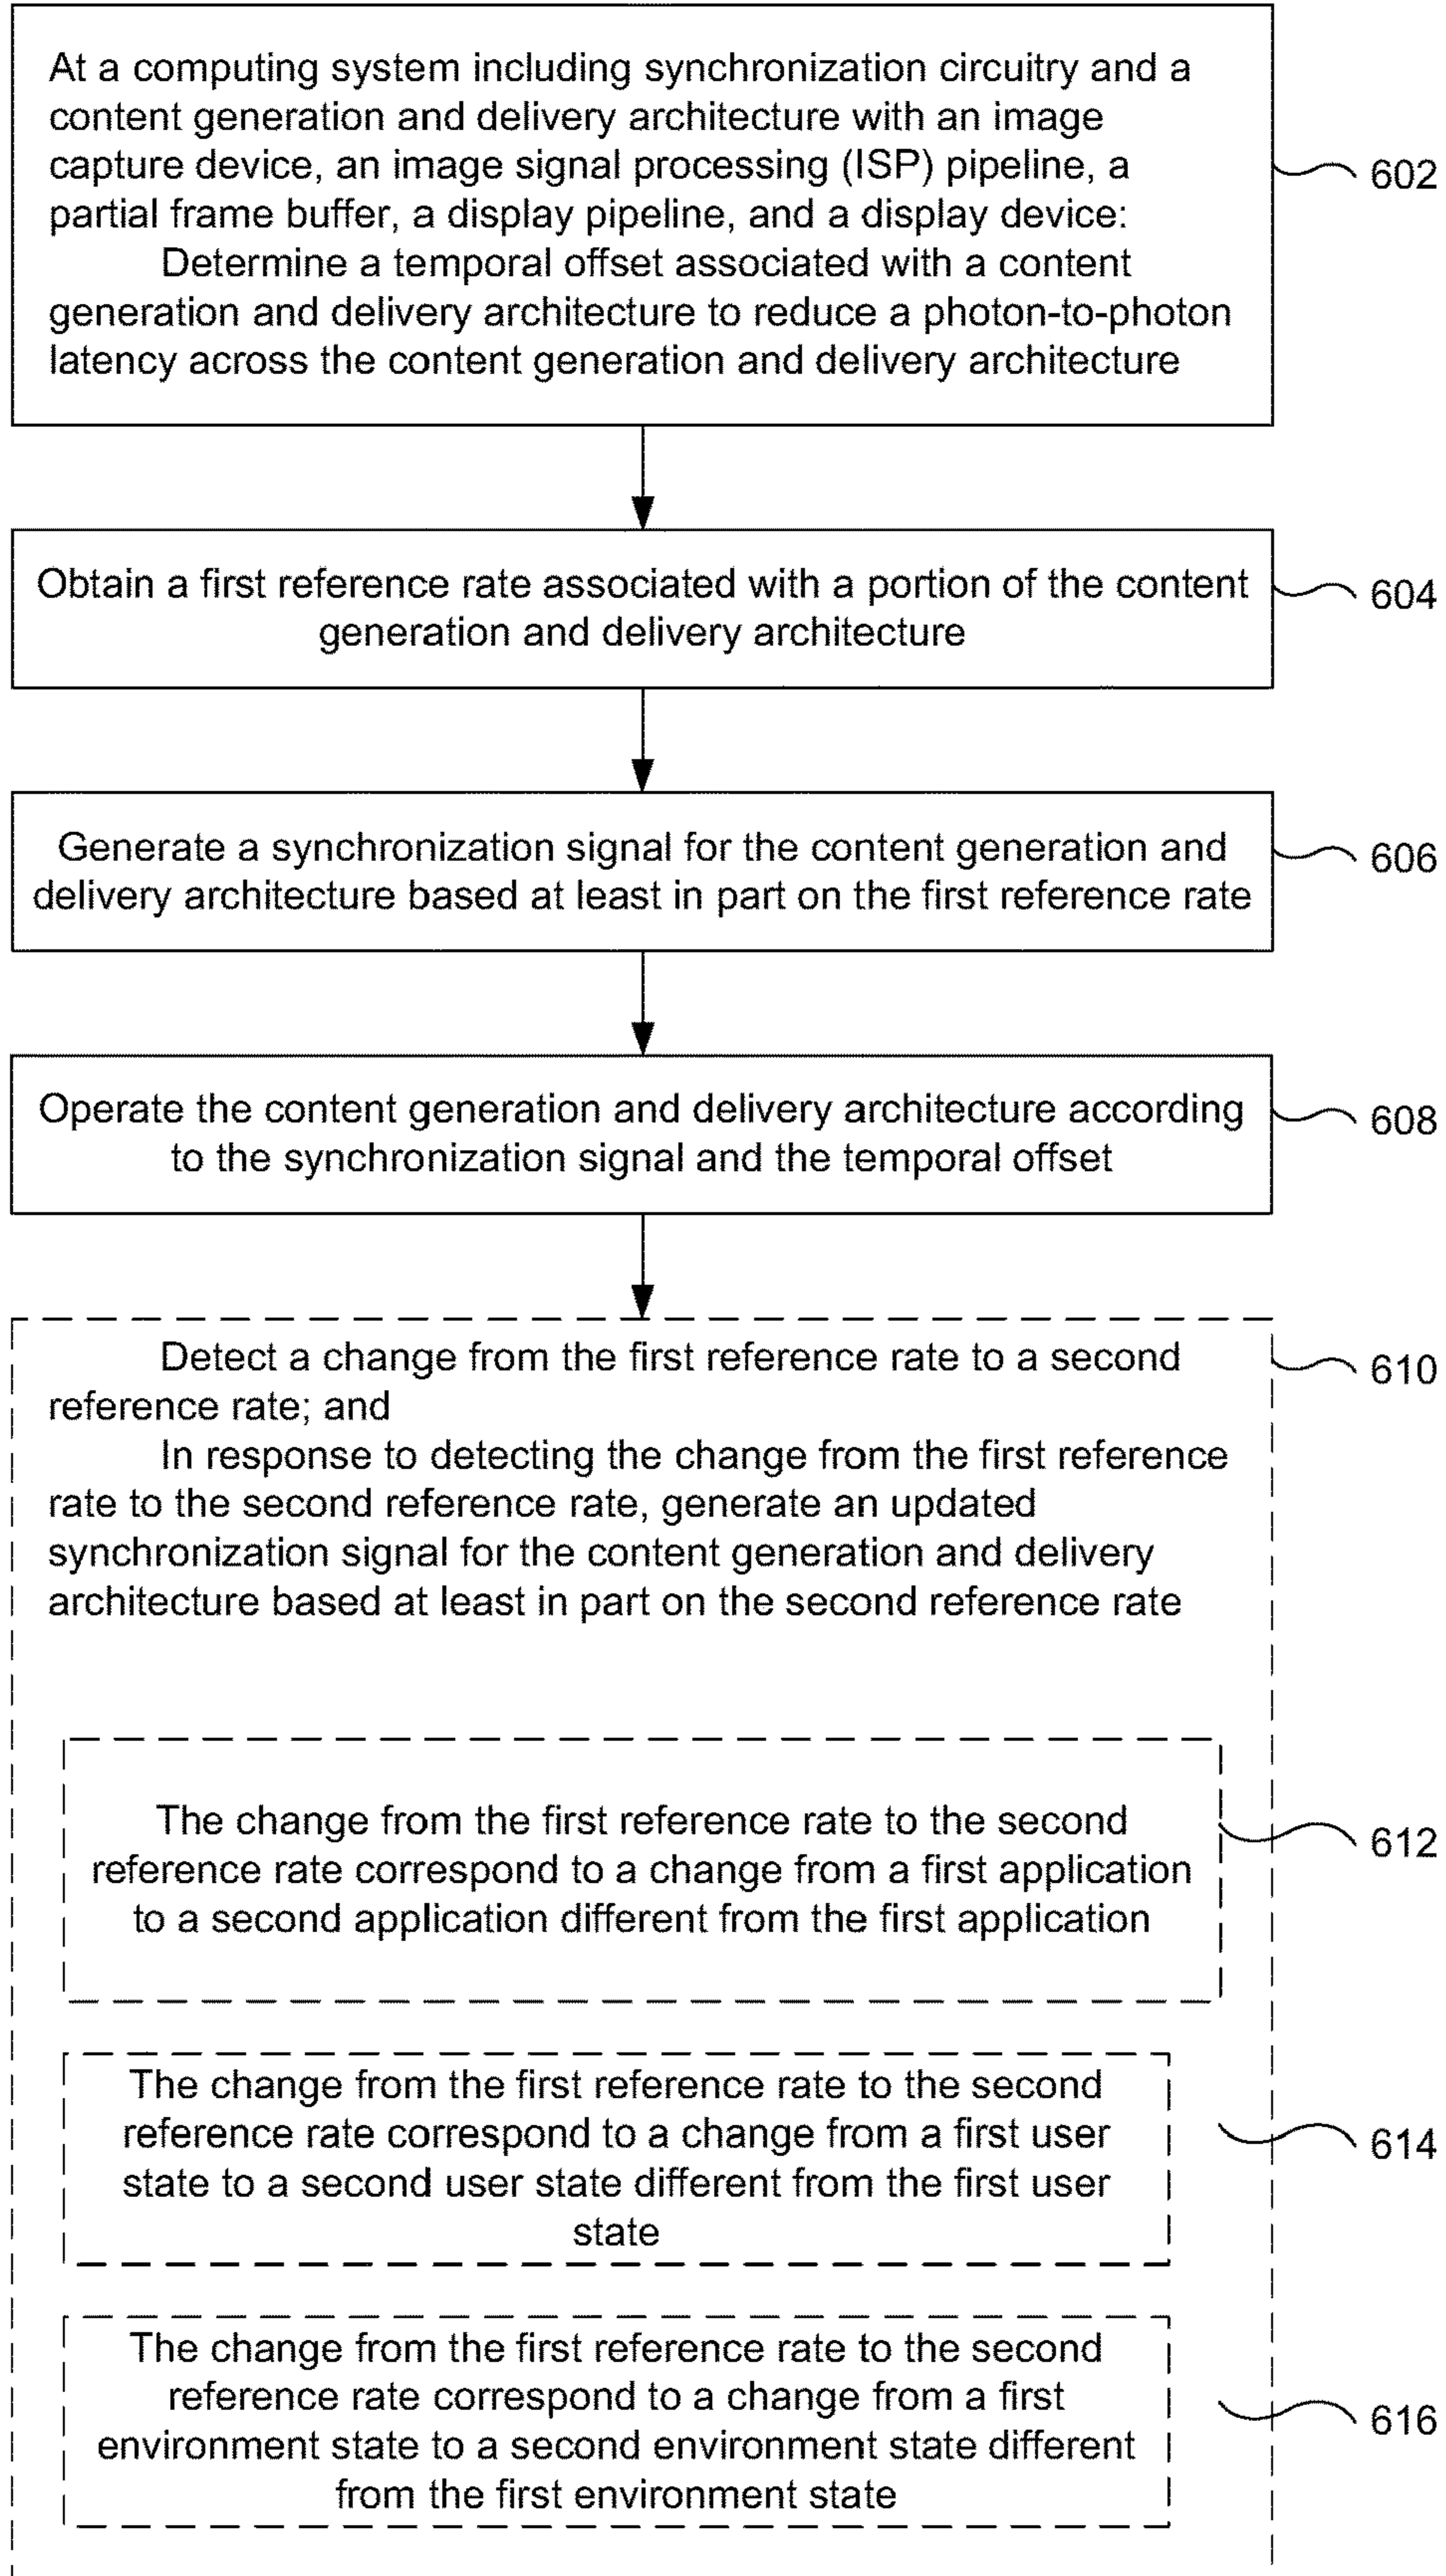 At a computing system including synchronization circuitry and a
content generation and delivery architecture with an image
capture device, an image signal processing (ISP) pipeline, a
partial frame buffer, a display pipeline, and a display device:
Determine a temporal offset associated with a content
generation and delivery architecture to reduce a photon-to-photon
latency across the content generation and delivery architecture
602
Obtain a first reference rate associated with a portion of the content
generation and delivery architecture
604
Generate a synchronization signal for the content generation and
delivery architecture based at least in part on the first reference rate
606
Operate the content generation and delivery architecture according
to the synchronization signal and the temporal offset
608
Detect a change from the first reference rate to a second
reference rate; and
In response to detecting the change from the first reference
rate to the second reference rate, generate an updated
synchronization signal for the content generation and delivery
architecture based at least in part on the second reference rate
610
The change from the first reference rate to the second
reference rate correspond to a change from a first application
to a second application different from the first application
612
The change from the first reference rate to the second
reference rate correspond to a change from a first user
state to a second user state different from the first user
state
614
The change from the first reference rate to the second
reference rate correspond to a change from a first
environment state to a second environment state different
from the first environment state
616